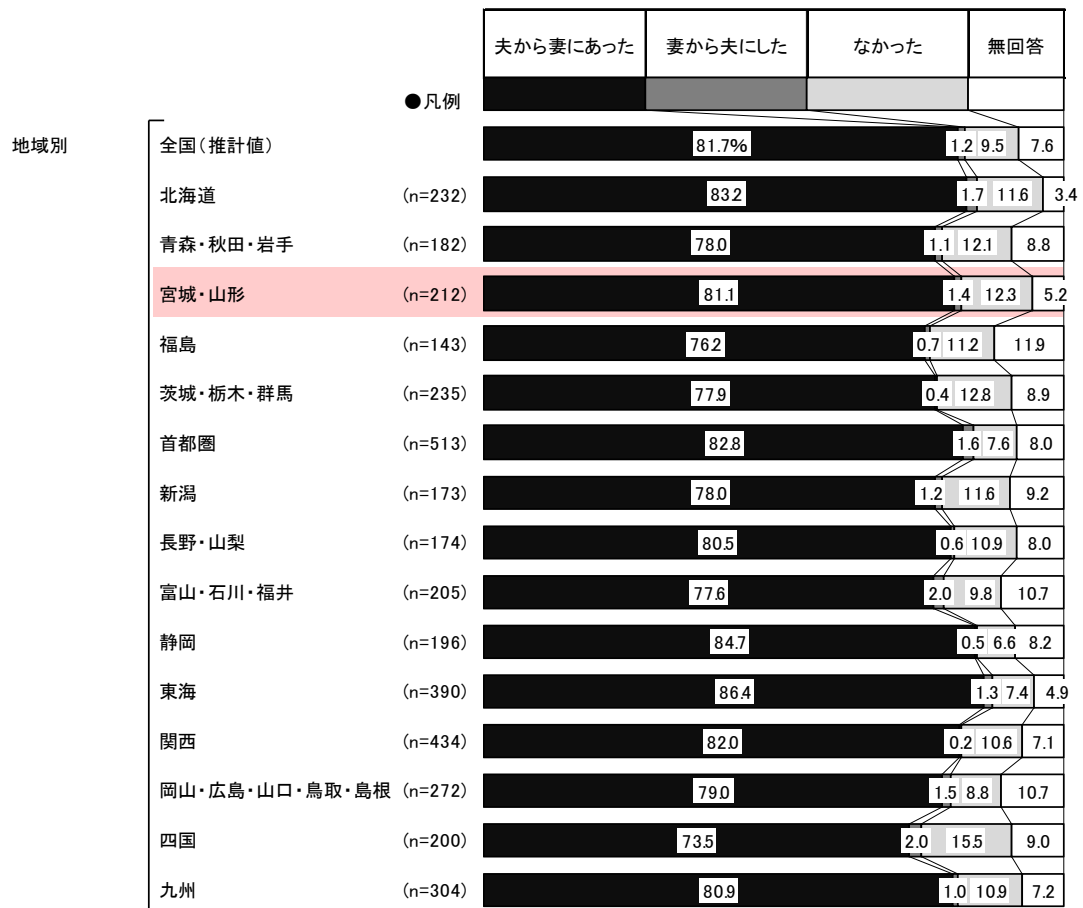 夫から妻にあった 妻から夫にした なかった 無回答
●凡例
地域別 全国(推計値) 81.7% 1.2 9.5 7.6
北海道 (n=232) 83.2 1.7 11.6 3.4
青森・秋田・岩手 (n=182) 78.0 1.1 12.1 8.8
宮城・山形 (n=212) 81.1 1.4 12.3 5.2
福島 (n=143) 76.2 0.7 11.2 11.9
茨城・栃木・群馬 (n=235) 77.9 0.4 12.8 8.9
首都圏 (n=513) 82.8 1.6 7.6 8.0
新潟 (n=173) 78.0 1.2 11.6 9.2
長野・山梨 (n=174) 80.5 0.6 10.9 8.0
富山・石川・福井 (n=205) 77.6 2.0 9.8 10.7
静岡 (n=196) 84.7 0.5 6.6 8.2
東海 (n=390) 86.4 1.3 7.4 4.9
関西 (n=434) 82.0 0.2 10.6 7.1
岡山・広島・山口・鳥取・島根 (n=272) 79.0 1.5 8.8 10.7
四国 (n=200) 73.5 2.0 15.5 9.0
九州 (n=304) 80.9 1.0 10.9 7.2